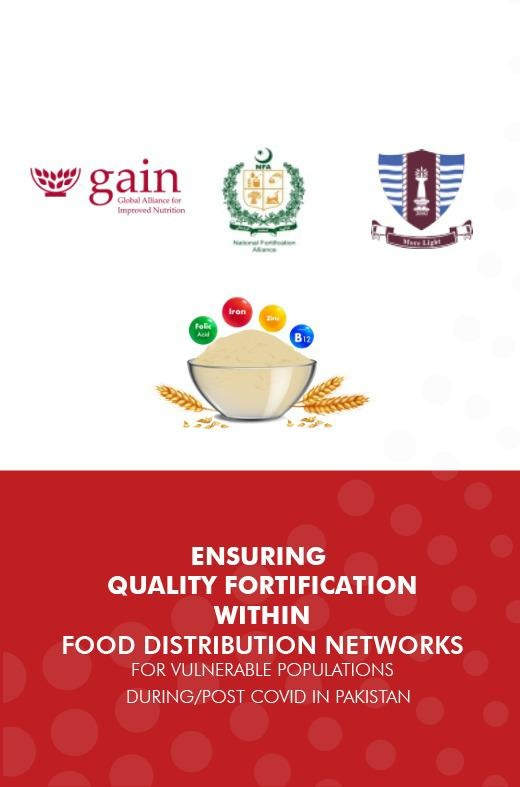 gain
Global Alliance for
Improved Nutrition
NFA
National Fortification
Alliance
More Light
Folic
Acid
Iron
Zinc
B12
ENSURING
QUALITY FORTIFICATION
WITHIN
FOOD DISTRIBUTION NETWORKS
FOR VULNERABLE POPULATIONS
DURING/POST COVID IN PAKISTAN